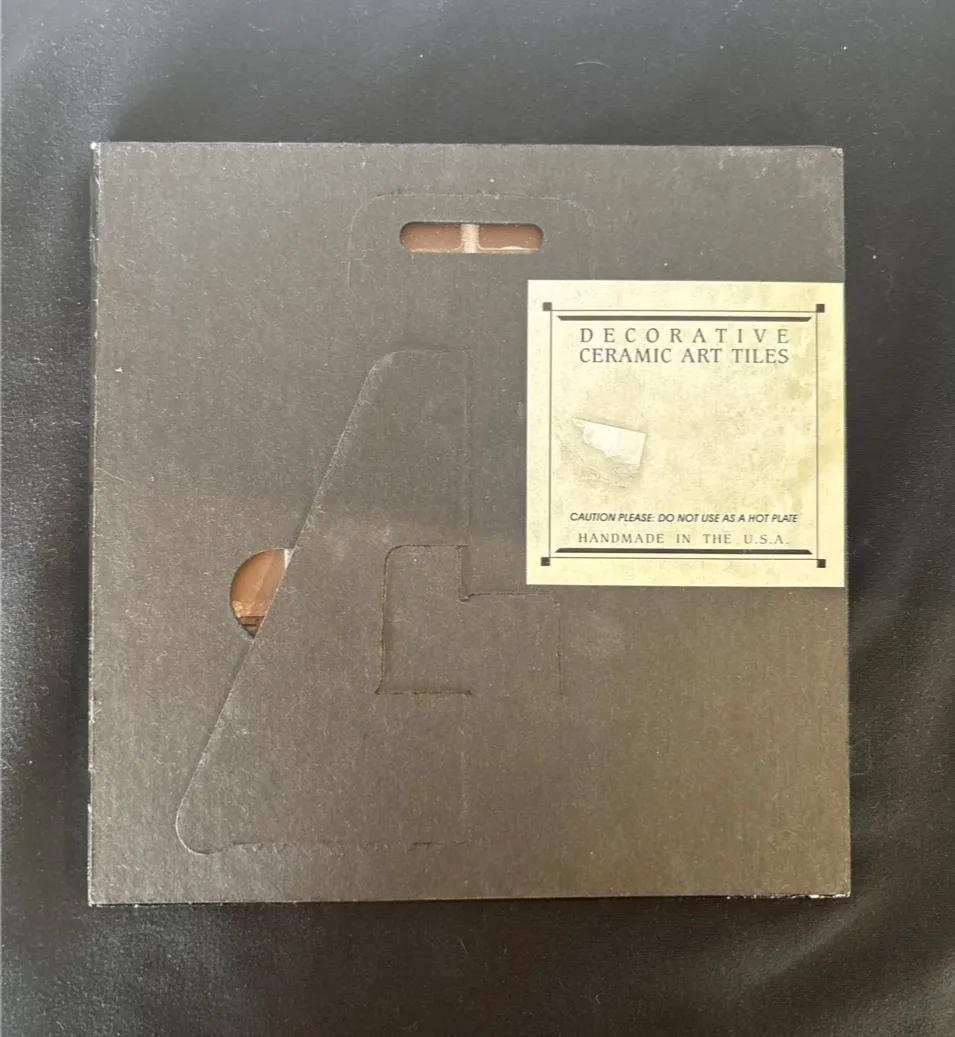 DECORATIVE
CERAMIC ART TILES
CAUTION PLEASE: DO NOT USE AS A HOT PLATE
HANDMADE IN THE U.S.A.